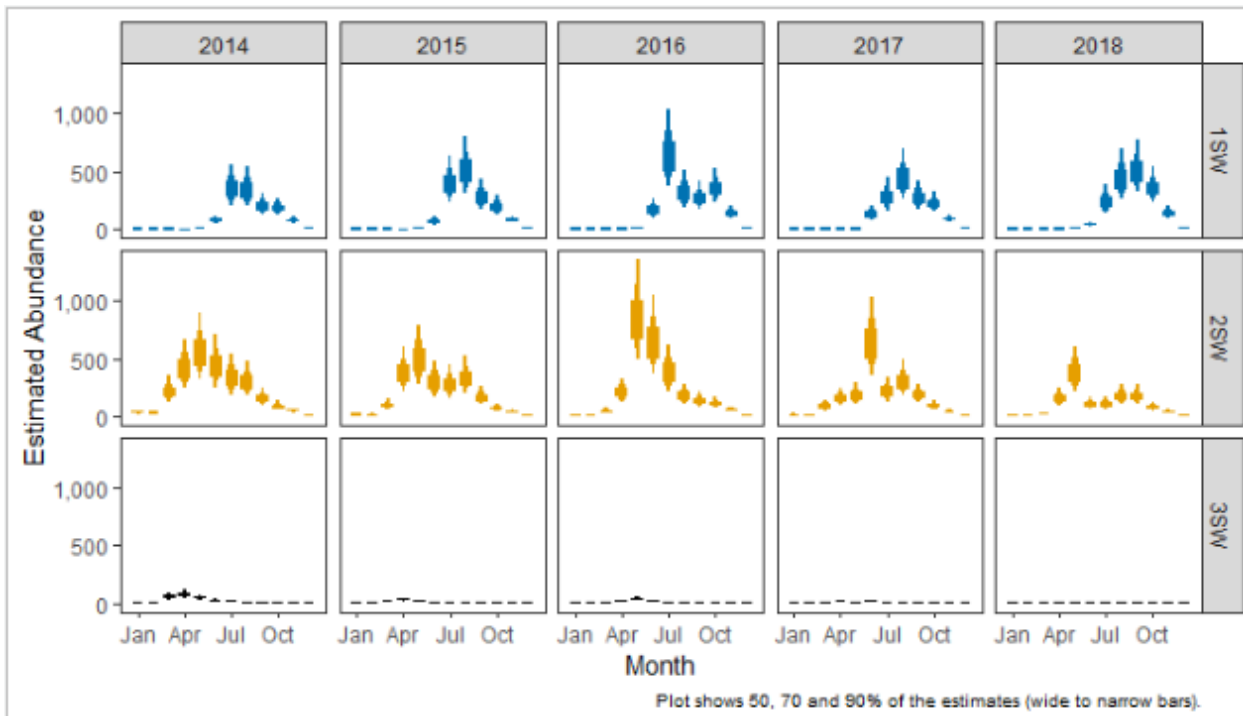 2014 2015 2016 2017 2018
1,000
500
0
1SW
1,000
500
0
2SW
1,000
500
0
3SW
Estimated Abundance
Jan Apr Jul Oct Jan Apr Jul Oct Jan Apr Jul Oct Jan Apr Jul Oct Jan Apr Jul Oct
Month
Plot shows 50, 70 and 90% of the estimates (wide to narrow bars).